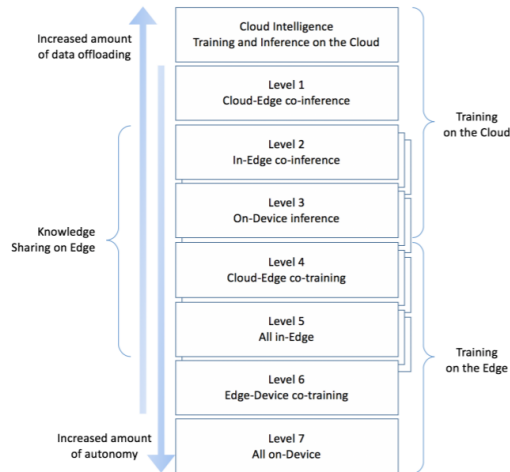 Increased amount
of data offloading
Cloud Intelligence
Training and Inference on the Cloud
Level 1
Cloud-Edge co-inference
Training
on the Cloud
Level 2
In-Edge co-inference
Level 3
On-Device inference
Knowledge
Sharing on Edge
Level 4
Cloud-Edge co-training
Level 5
All in-Edge
Training
on the Edge
Level 6
Edge-Device co-training
Increased amount
of autonomy
Level 7
All on-Device